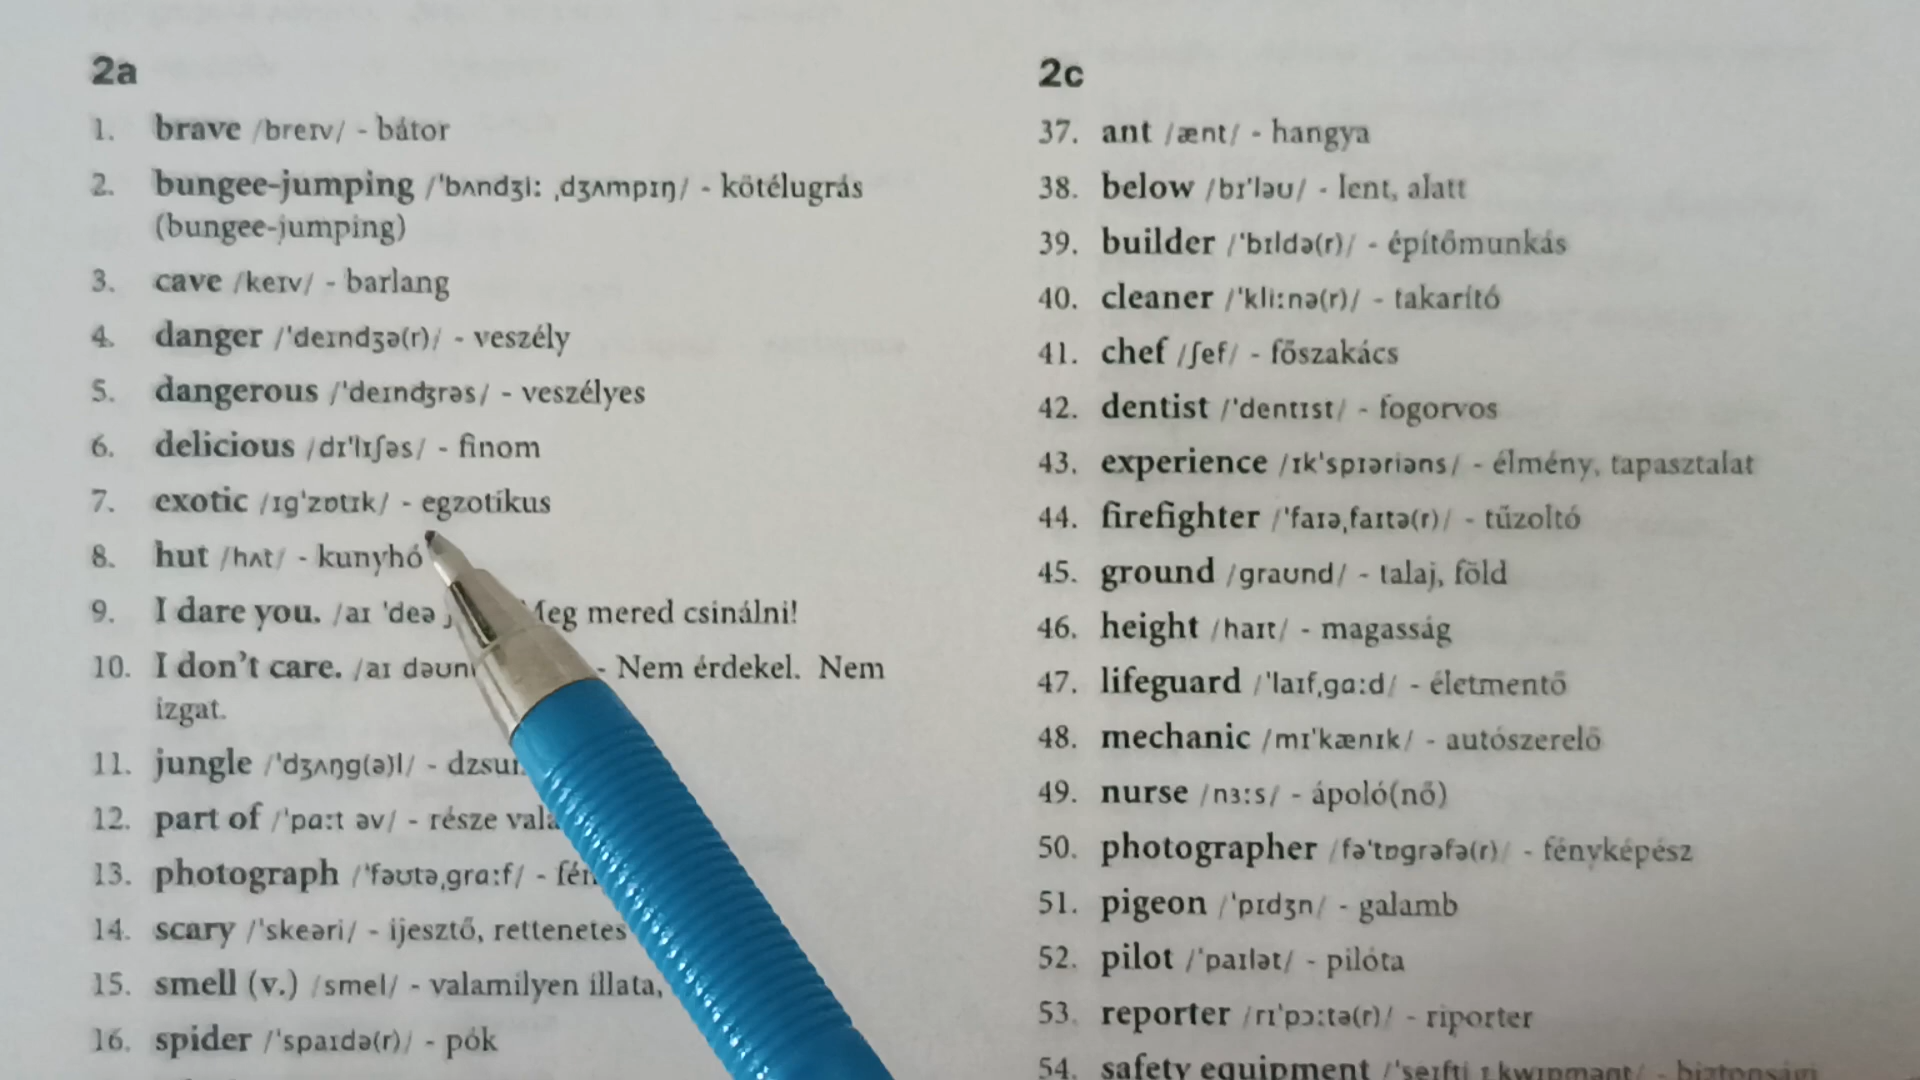 2a
1. brave /breɪv/ - bátor
2. bungee-jumping /'bʌndʒiː ˌdʒʌmpɪŋ/ - kötélugrás
(bungee-jumping)
3. cave /keɪv/ - barlang
4. danger /'deɪndʒə(r)/ - veszély
5. dangerous /'deɪndʒrəs/ - veszélyes
6. delicious /dɪ'lɪʃəs/ - finom
7. exotic /ɪg'zɒtɪk/ - egzotikus
8. hut /hʌt/ - kunyhó
9. I dare you. /aɪ 'deə mered csinálni!
10. I don't care. /aɪ - Nem érdekel. Nem
izgat.
11. jungle /'dʒʌŋg(ə)l/ -
12. part of /'pɑːt əv/ - része
13. photograph /'fəʊtəˌgrɑːf/ -
14. scary /'skeəri/ - ijesztő, rettenetes
15. smell (v.) /smel/ - valamilyen illata,
16. spider /'spaɪdə(r)/ - pók
2c
37. ant /ænt/ - hangya
38. below /bɪ'ləʊ/ - lent, alatt
39. builder /'bɪldə(r)/ - építőmunkás
40. cleaner /'kliːnə(r)/ - takarító
41. chef /ʃef/ - főszakács
42. dentist /'dentɪst/ - fogorvos
43. experience /ɪk'spɪəriəns/ - élmény, tapasztalat
44. firefighter /'faɪəˌfaɪtə(r)/ - tűzoltó
45. ground /graʊnd/ - talaj, föld
46. height /haɪt/ - magasság
47. lifeguard /'laɪfˌgɑːd/ - életmentő
48. mechanic /mɪ'kænɪk/ - autószerelő
49. nurse /nɜːs/ - ápoló(nő)
50. photographer /fə'tɒgrəfə(r)/ - fényképész
51. pigeon /'pɪdʒn/ - galamb
52. pilot /'paɪlət/ - pilóta
53. reporter /rɪ'pɔːtə(r)/ - riporter
54. safety equipment /'seɪfti ɪˌkwɪpmənt/ - biztonsági